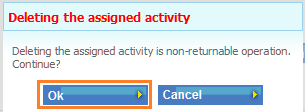 Deleting the assigned activity
Deleting the assigned activity is non-returnable operation.
Continue?
Ok
Cancel